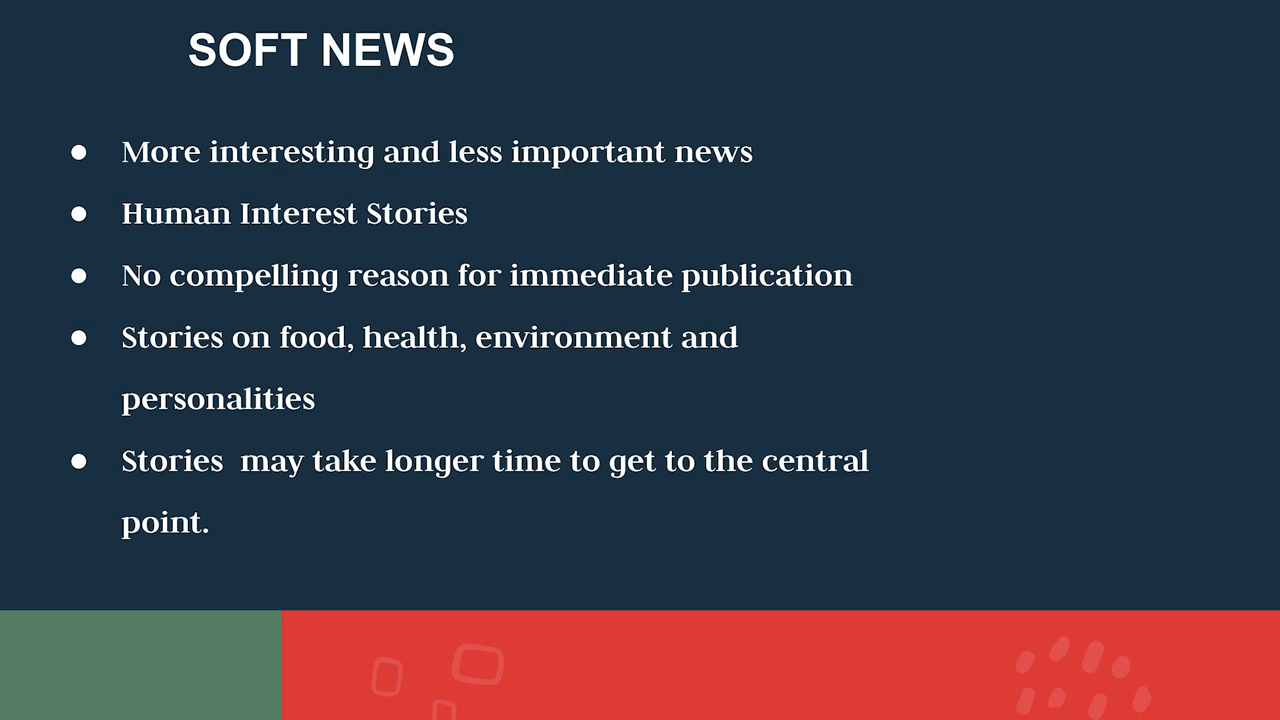 SOFT NEWS
● More interesting and less important news
● Human Interest Stories
● No compelling reason for immediate publication
● Stories on food, health, environment and
personalities
● Stories  may take longer time to get to the central
point.